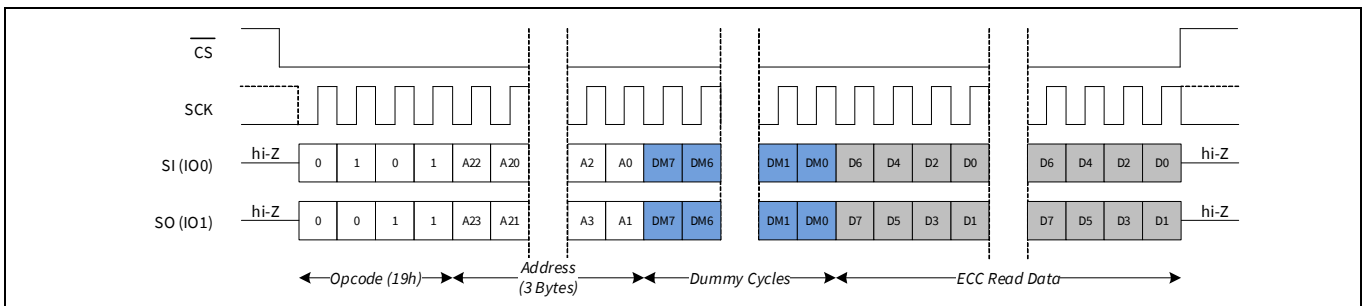 CS
SCK
SI (IO0) hi-Z 0 1 0 1 A22 A20 A2 A0 DM7 DM6 DM1 DM0 D6 D4 D2 D0 D6 D4 D2 D0 hi-Z
SO (IO1) hi-Z 0 0 1 1 A23 A21 A3 A1 DM7 DM6 DM1 DM0 D7 D5 D3 D1 D7 D5 D3 D1 hi-Z
Opcode (19h) Address Dummy Cycles ECC Read Data
(3 Bytes)